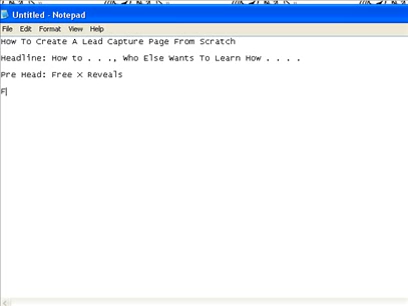 Untitled - Notepad
File Edit Format View Help
How To Create A Lead Capture Page From Scratch
Headline: How to . . ., Who Else Wants To Learn How . . . .
Pre Head: Free X Reveals
F